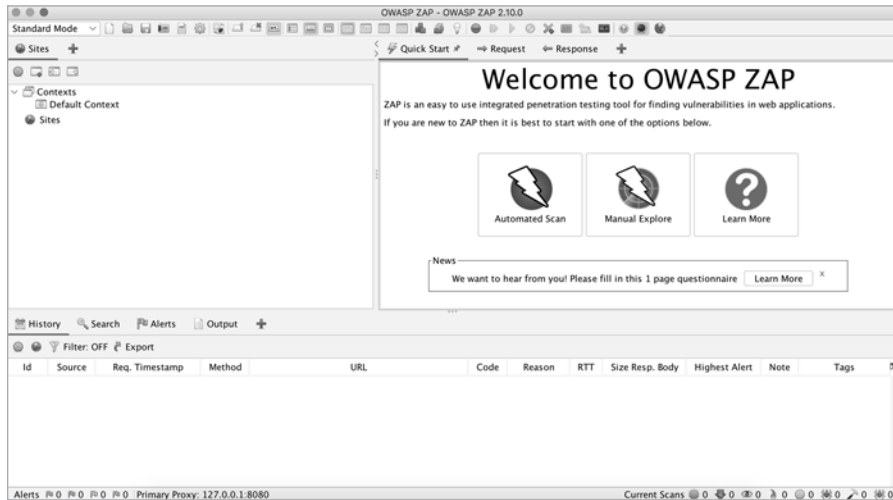 OWASP ZAP - OWASP ZAP 2.10.0
Standard Mode
Sites
Quick Start
Request
Response
Contexts
Default Context
Sites
Welcome to OWASP ZAP
ZAP is an easy to use integrated penetration testing tool for finding vulnerabilities in web applications.
If you are new to ZAP then it is best to start with one of the options below.
Automated Scan
Manual Explore
Learn More
News
We want to hear from you! Please fill in this 1 page questionnaire
Learn More
x
History
Search
Alerts
Output
Filter: OFF
Export
Id
Source
Req. Timestamp
Method
URL
Code
Reason
RTT
Size Resp. Body
Highest Alert
Note
Tags
Alerts 0 0 0 0 Primary Proxy: 127.0.0.1:8080
Current Scans 0 0 0 0 0 0 0 0